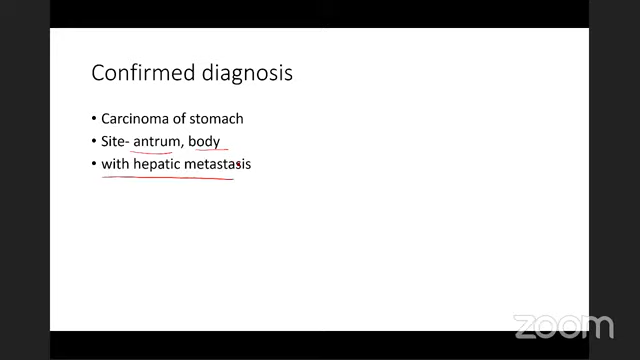 Confirmed diagnosis
• Carcinoma of stomach
• Site- antrum, body
• with hepatic metastasis
zoom